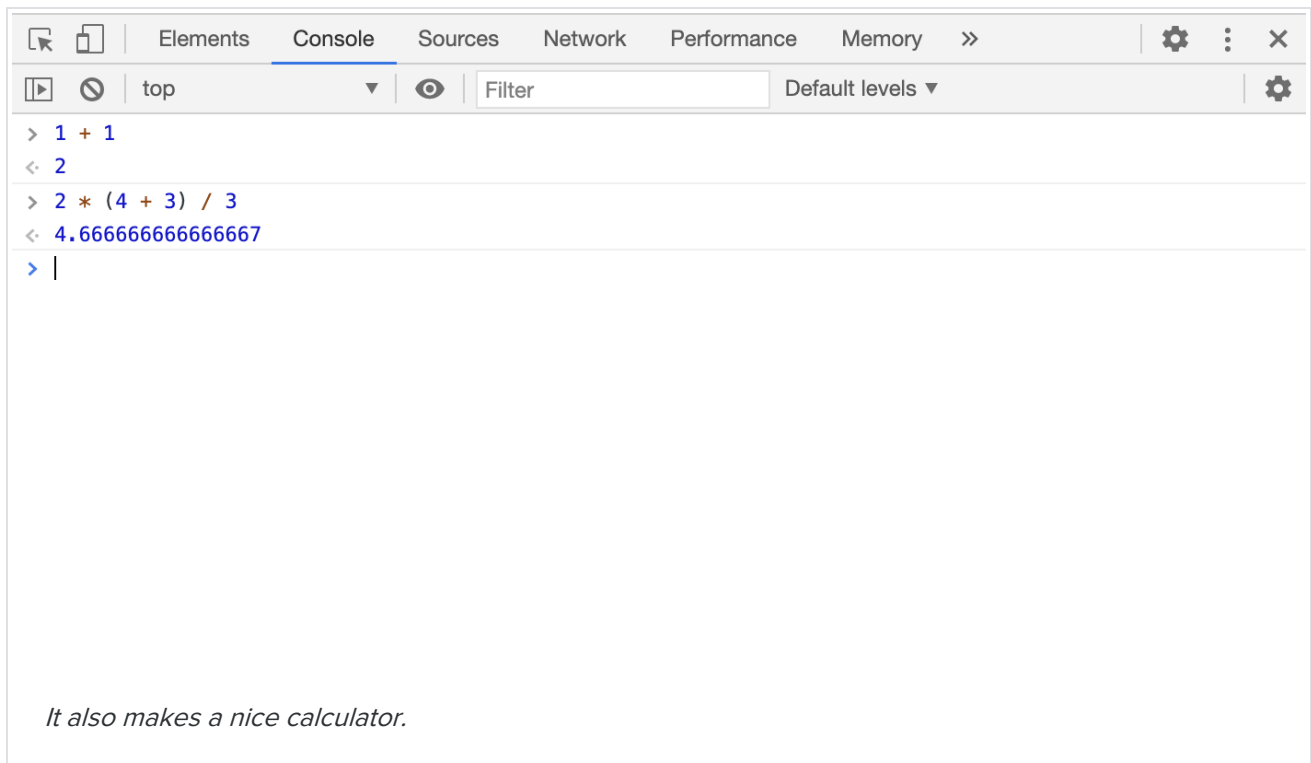 Elements Console Sources Network Performance Memory »
top ▼ Filter Default levels ▼
> 1 + 1
< 2
> 2 * (4 + 3) / 3
< 4.666666666666667
>
It also makes a nice calculator.